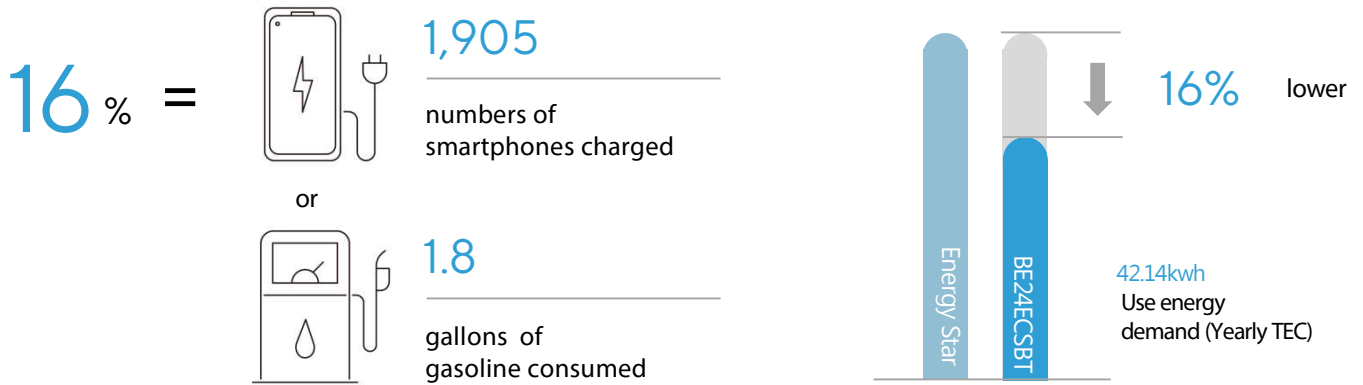 16 % =
1,905
numbers of
smartphones charged
or
1.8
gallons of
gasoline consumed
Energy Star
BE24ECSBT
16% lower
42.14kwh
Use energy
demand (Yearly TEC)